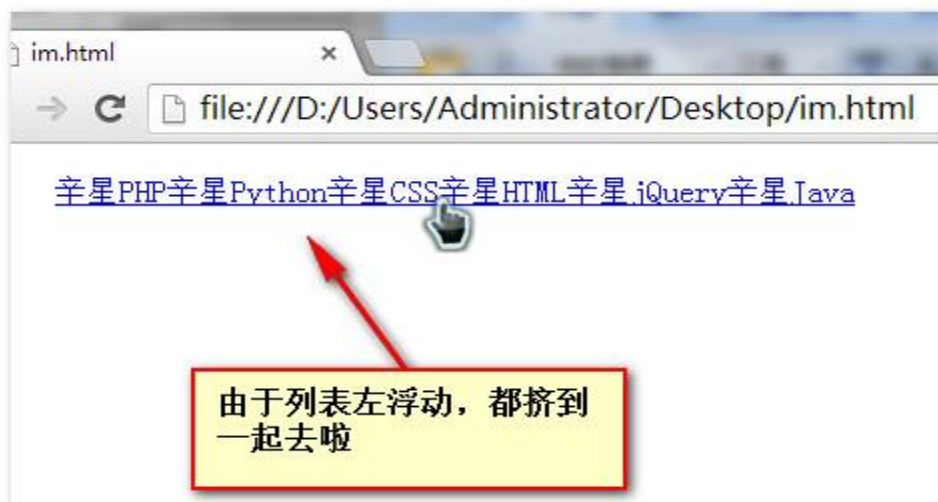 im.html
file:///D:/Users/Administrator/Desktop/im.html
辛星PHP辛星Python辛星CSS辛星HTML辛星jQuery辛星Java
由于列表左浮动，都挤到
一起去啦